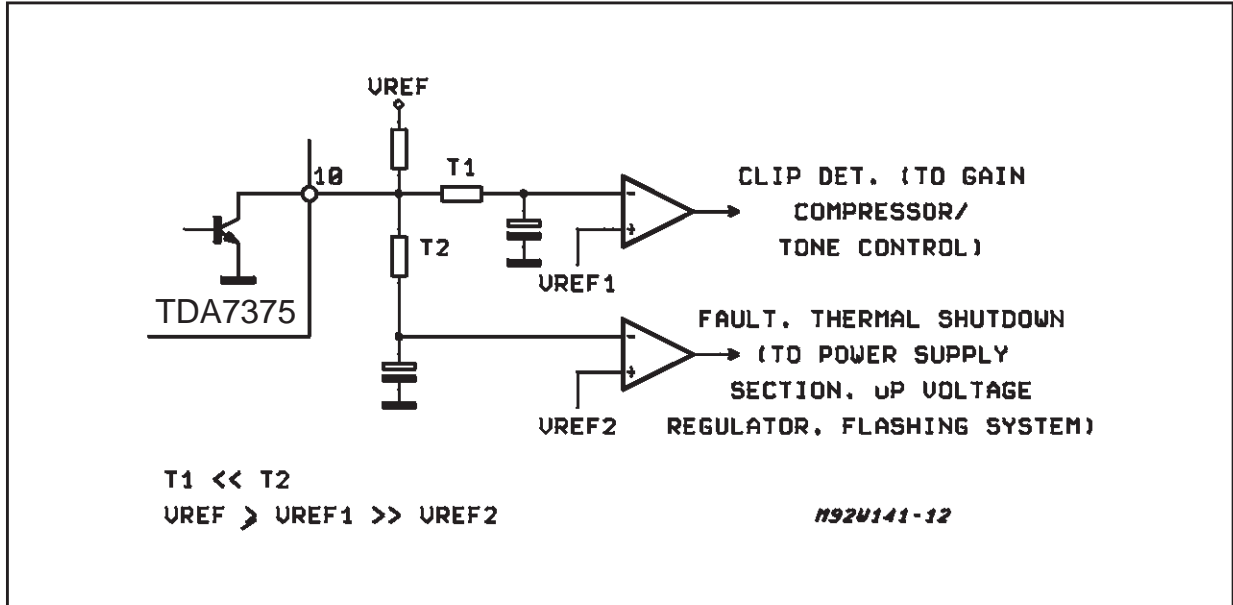 VREF
10
T1
CLIP DET. (TO GAIN
COMPRESSOR/
TONE CONTROL)
-
+
T2
VREF1
TDA7375
FAULT. THERMAL SHUTDOWN
(TO POWER SUPPLY
SECTION. uP VOLTAGE
REGULATOR. FLASHING SYSTEM)
-
+
VREF2
T1 << T2
VREF > VREF1 >> VREF2
M92W141-12